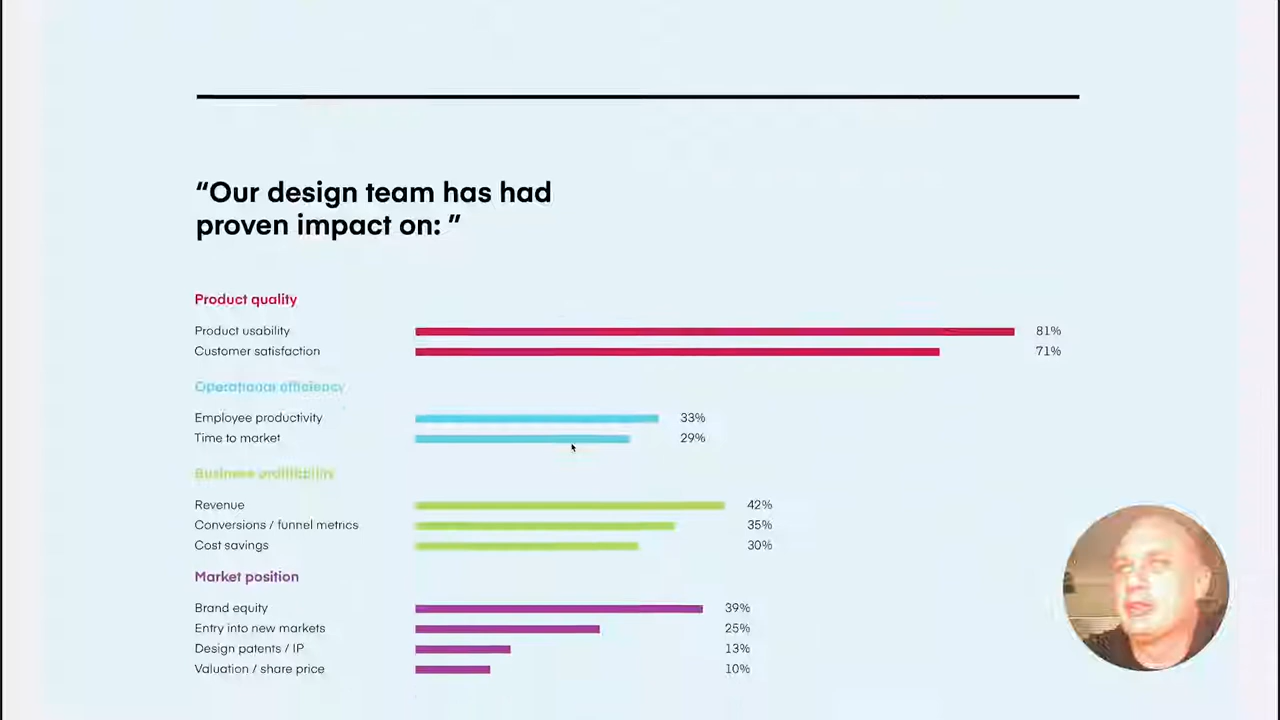 “Our design team has had
proven impact on: ”
Product quality
Product usability 81%
Customer satisfaction 71%
Operational efficiency
Employee productivity 33%
Time to market 29%
Business profitability
Revenue 42%
Conversions / funnel metrics 35%
Cost savings 30%
Market position
Brand equity 39%
Entry into new markets 25%
Design patents / IP 13%
Valuation / share price 10%